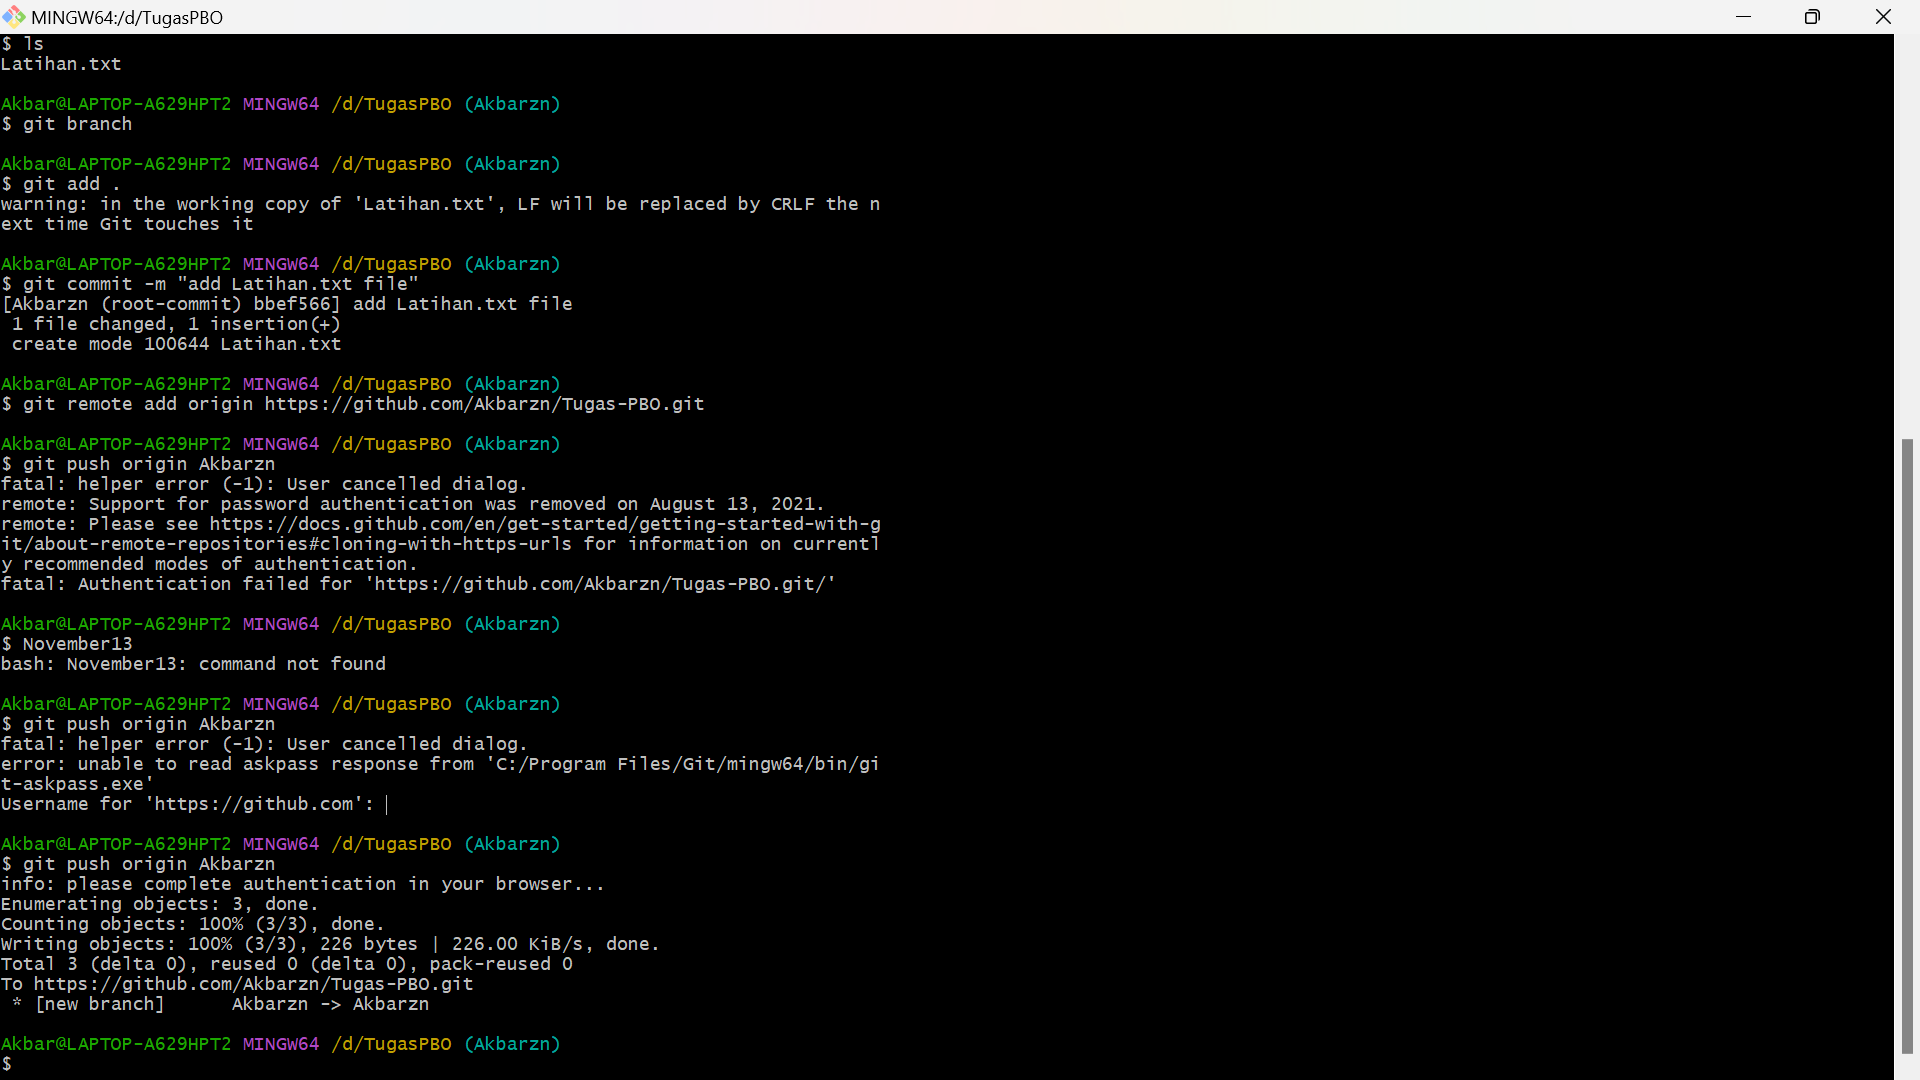 MINGW64:/d/TugasPBO
$ ls
Latihan.txt
Akbar@LAPTOP-A629HPT2 MINGW64 /d/TugasPBO (Akbarzn)
$ git branch
Akbar@LAPTOP-A629HPT2 MINGW64 /d/TugasPBO (Akbarzn)
$ git add .
warning: in the working copy of 'Latihan.txt', LF will be replaced by CRLF the n
ext time Git touches it
Akbar@LAPTOP-A629HPT2 MINGW64 /d/TugasPBO (Akbarzn)
$ git commit -m "add Latihan.txt file"
[Akbarzn (root-commit) bbef566] add Latihan.txt file
 1 file changed, 1 insertion(+)
 create mode 100644 Latihan.txt
Akbar@LAPTOP-A629HPT2 MINGW64 /d/TugasPBO (Akbarzn)
$ git remote add origin https://github.com/Akbarzn/Tugas-PBO.git
Akbar@LAPTOP-A629HPT2 MINGW64 /d/TugasPBO (Akbarzn)
$ git push origin Akbarzn
fatal: helper error (-1): User cancelled dialog.
remote: Support for password authentication was removed on August 13, 2021.
remote: Please see https://docs.github.com/en/get-started/getting-started-with-g
it/about-remote-repositories#cloning-with-https-urls for information on currentl
y recommended modes of authentication.
fatal: Authentication failed for 'https://github.com/Akbarzn/Tugas-PBO.git/'
Akbar@LAPTOP-A629HPT2 MINGW64 /d/TugasPBO (Akbarzn)
$ November13
bash: November13: command not found
Akbar@LAPTOP-A629HPT2 MINGW64 /d/TugasPBO (Akbarzn)
$ git push origin Akbarzn
fatal: helper error (-1): User cancelled dialog.
error: unable to read askpass response from 'C:/Program Files/Git/mingw64/bin/gi
t-askpass.exe'
Username for 'https://github.com':
Akbar@LAPTOP-A629HPT2 MINGW64 /d/TugasPBO (Akbarzn)
$ git push origin Akbarzn
info: please complete authentication in your browser...
Enumerating objects: 3, done.
Counting objects: 100% (3/3), done.
Writing objects: 100% (3/3), 226 bytes | 226.00 KiB/s, done.
Total 3 (delta 0), reused 0 (delta 0), pack-reused 0
To https://github.com/Akbarzn/Tugas-PBO.git
 * [new branch]      Akbarzn -> Akbarzn
Akbar@LAPTOP-A629HPT2 MINGW64 /d/TugasPBO (Akbarzn)
$